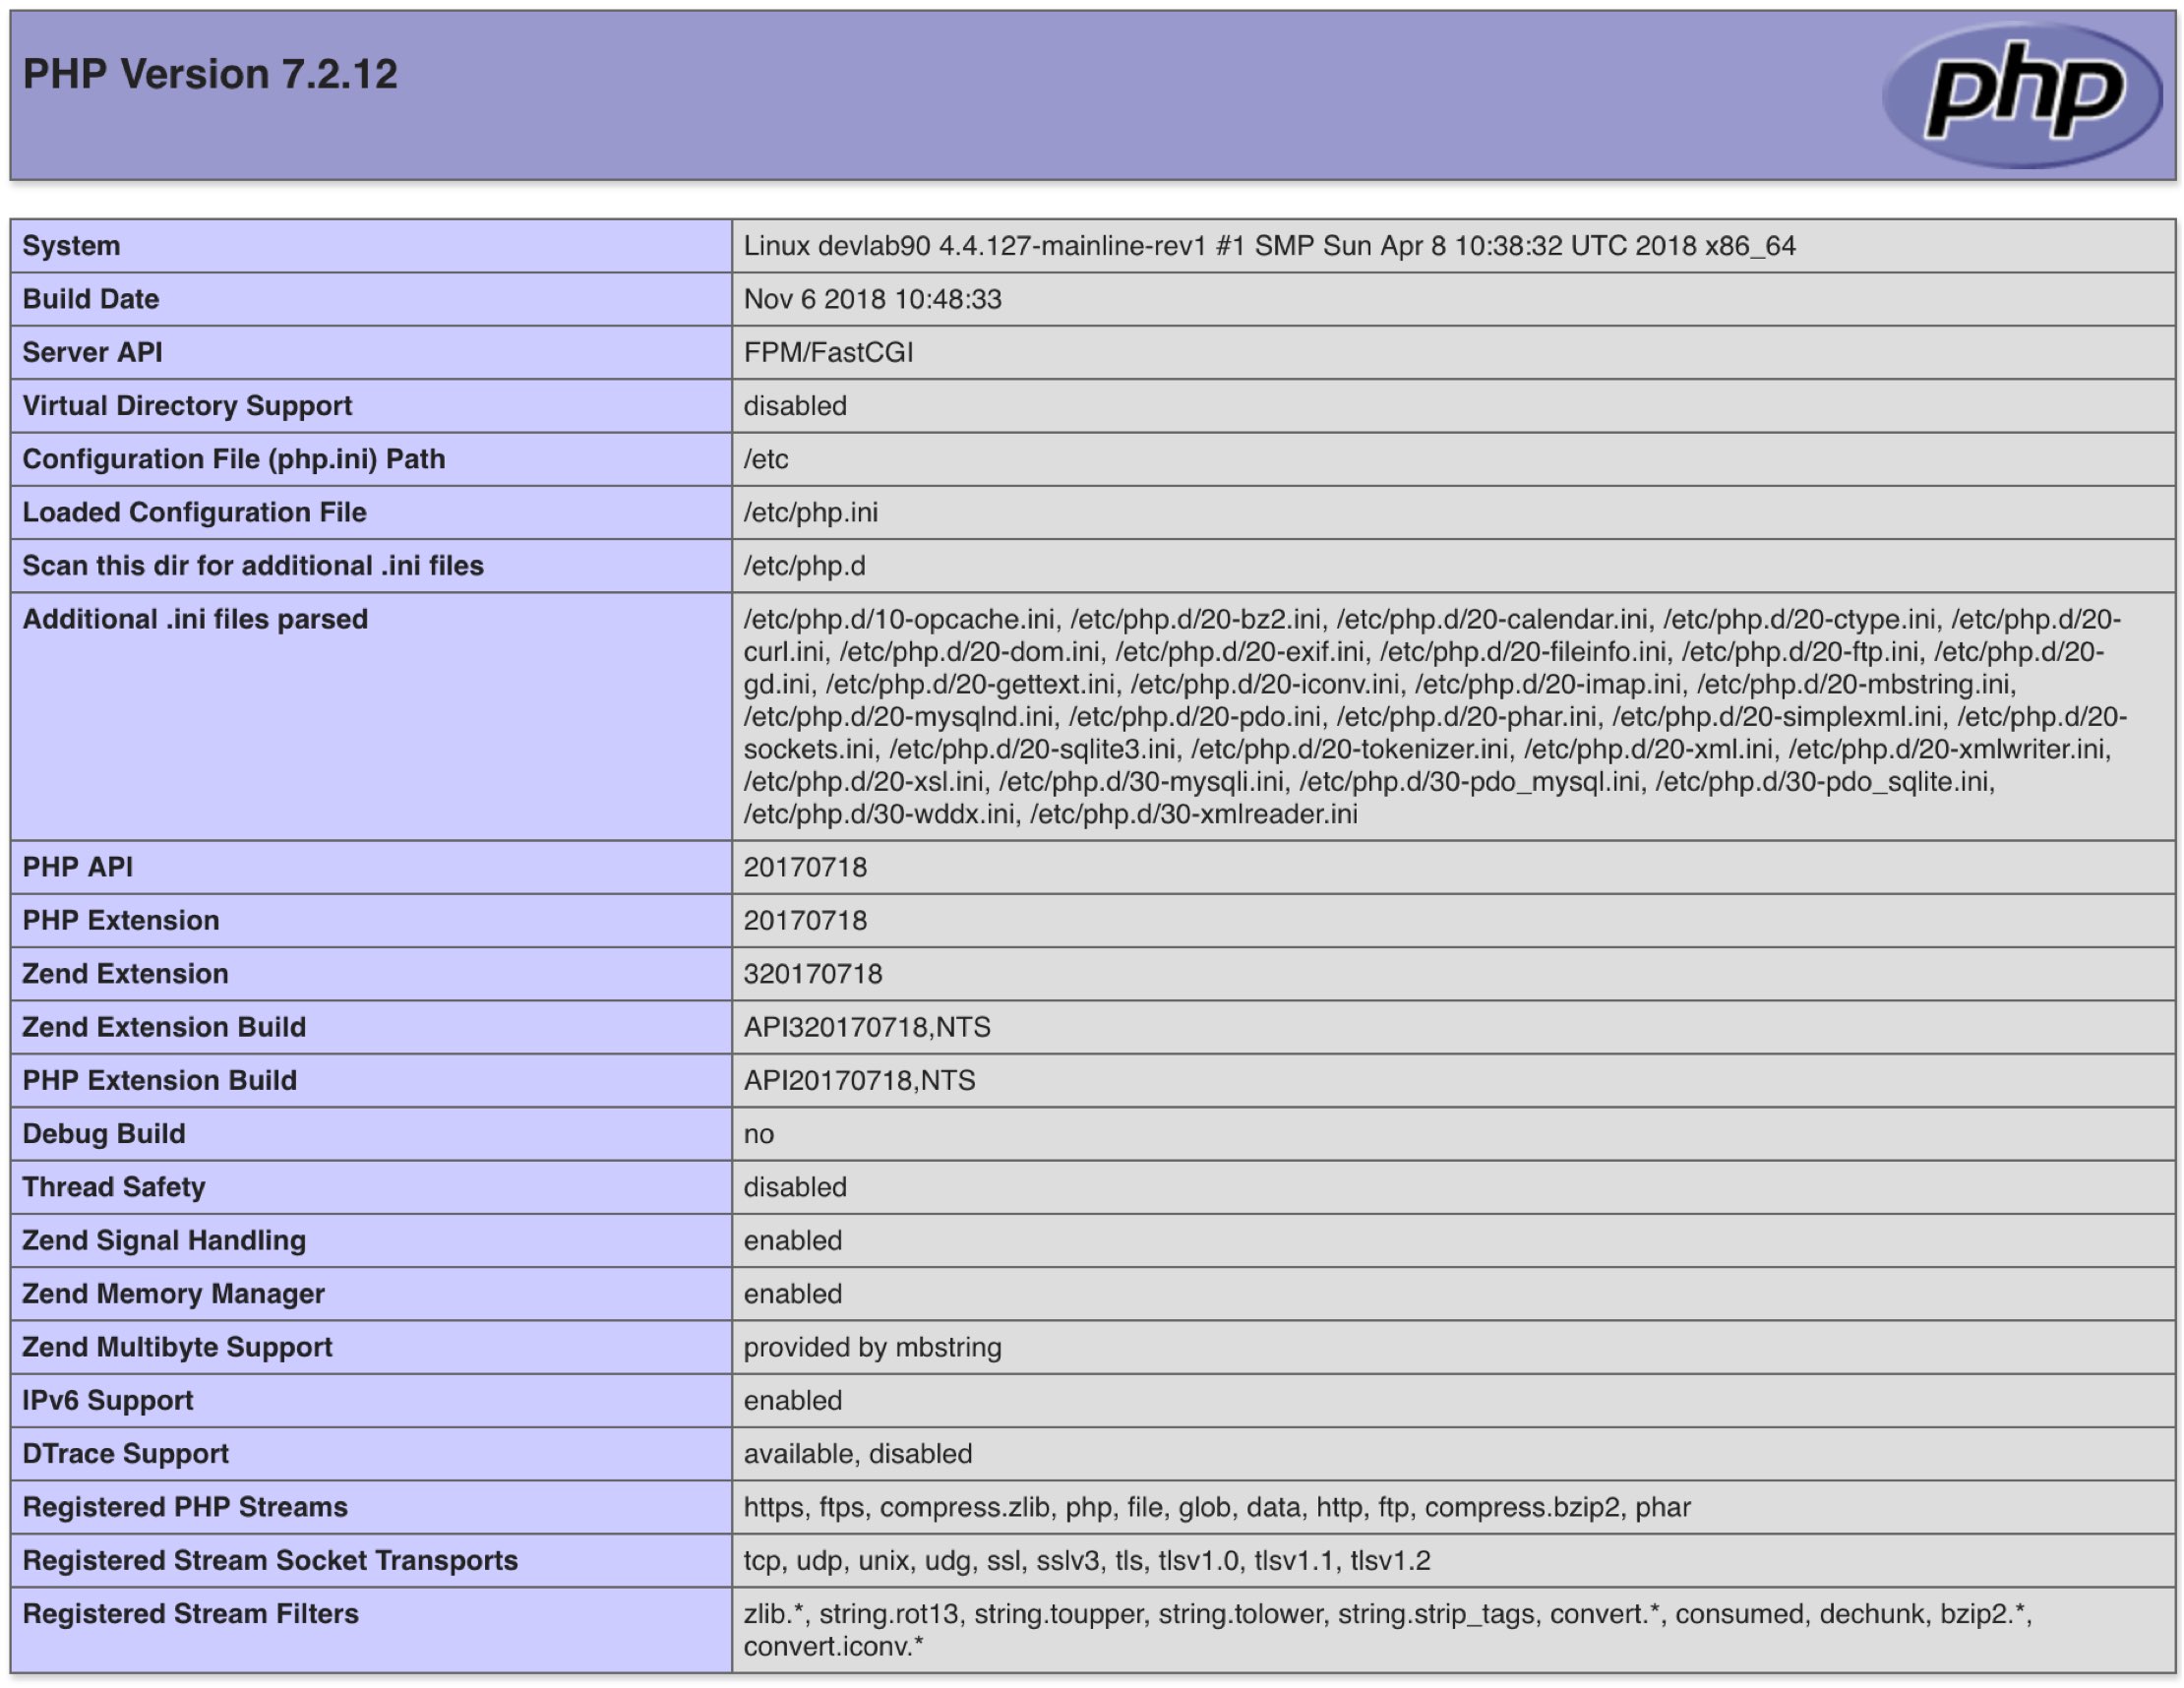 PHP Version 7.2.12
php
System Linux devlab90 4.4.127-mainline-rev1 #1 SMP Sun Apr 8 10:38:32 UTC 2018 x86_64
Build Date Nov 6 2018 10:48:33
Server API FPM/FastCGI
Virtual Directory Support disabled
Configuration File (php.ini) Path /etc
Loaded Configuration File /etc/php.ini
Scan this dir for additional .ini files /etc/php.d
Additional .ini files parsed /etc/php.d/10-opcache.ini, /etc/php.d/20-bz2.ini, /etc/php.d/20-calendar.ini, /etc/php.d/20-ctype.ini, /etc/php.d/20-
curl.ini, /etc/php.d/20-dom.ini, /etc/php.d/20-exif.ini, /etc/php.d/20-fileinfo.ini, /etc/php.d/20-ftp.ini, /etc/php.d/20-
gd.ini, /etc/php.d/20-gettext.ini, /etc/php.d/20-iconv.ini, /etc/php.d/20-imap.ini, /etc/php.d/20-mbstring.ini,
/etc/php.d/20-mysqlnd.ini, /etc/php.d/20-pdo.ini, /etc/php.d/20-phar.ini, /etc/php.d/20-simplexml.ini, /etc/php.d/20-
sockets.ini, /etc/php.d/20-sqlite3.ini, /etc/php.d/20-tokenizer.ini, /etc/php.d/20-xml.ini, /etc/php.d/20-xmlwriter.ini,
/etc/php.d/20-xsl.ini, /etc/php.d/30-mysqli.ini, /etc/php.d/30-pdo_mysql.ini, /etc/php.d/30-pdo_sqlite.ini,
/etc/php.d/30-wddx.ini, /etc/php.d/30-xmlreader.ini
PHP API 20170718
PHP Extension 20170718
Zend Extension 320170718
Zend Extension Build API320170718,NTS
PHP Extension Build API20170718,NTS
Debug Build no
Thread Safety disabled
Zend Signal Handling enabled
Zend Memory Manager enabled
Zend Multibyte Support provided by mbstring
IPv6 Support enabled
DTrace Support available, disabled
Registered PHP Streams https, ftps, compress.zlib, php, file, glob, data, http, ftp, compress.bzip2, phar
Registered Stream Socket Transports tcp, udp, unix, udg, ssl, sslv3, tls, tlsv1.0, tlsv1.1, tlsv1.2
Registered Stream Filters zlib.*, string.rot13, string.toupper, string.tolower, string.strip_tags, convert.*, consumed, dechunk, bzip2.*,
convert.iconv.*